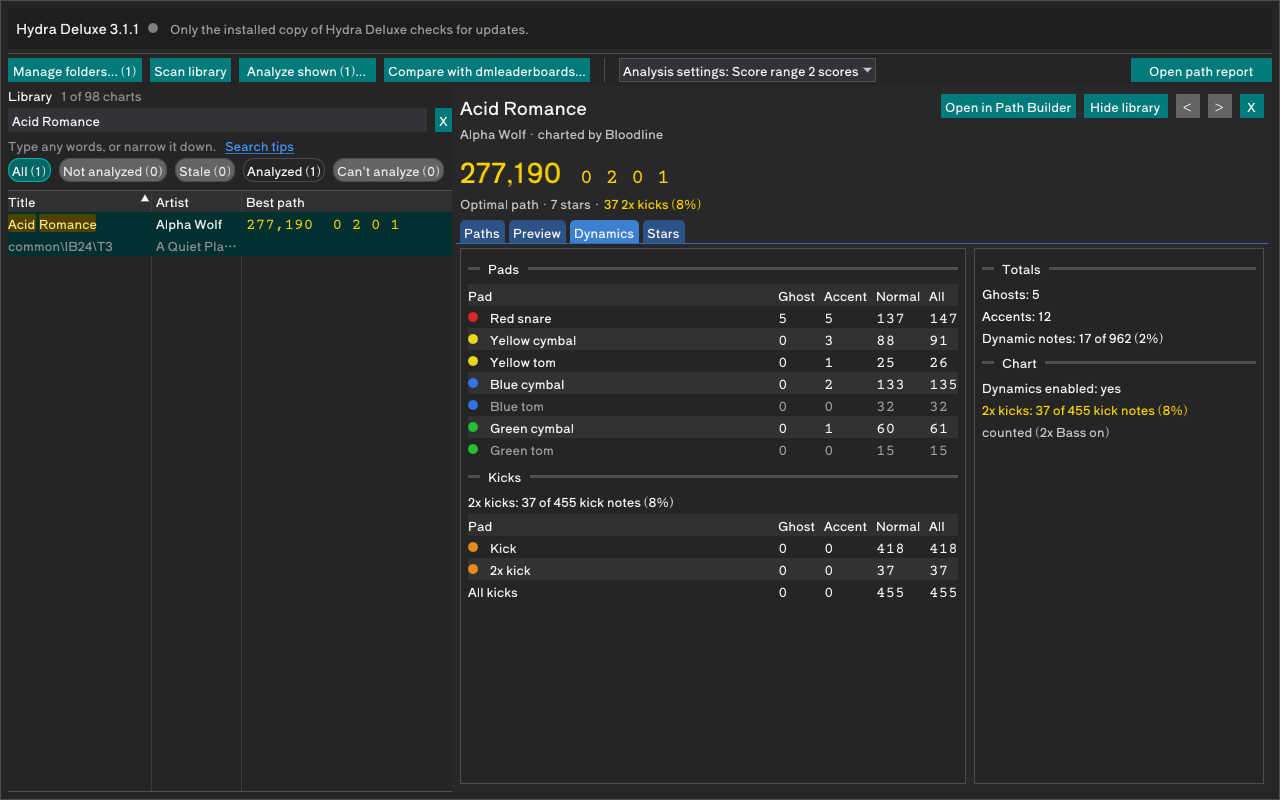 Hydra Deluxe 3.1.1 Only the installed copy of Hydra Deluxe checks for updates.
Manage folders... (1) Scan library Analyze shown (1)... Compare with dmleaderboards... Analysis settings: Score range 2 scores Open path report
Library 1 of 98 charts
Acid Romance X
Type any words, or narrow it down. Search tips
All (1) Not analyzed (0) Stale (0) Analyzed (1) Can't analyze (0)
Title Artist Best path
Acid Romance Alpha Wolf 277,190 0 2 0 1
common\IB24\T3 A Quiet Pla···
Acid Romance Open in Path Builder Hide library < > X
Alpha Wolf · charted by Bloodline
277,190 0 2 0 1
Optimal path · 7 stars · 37 2x kicks (8%)
Paths Preview Dynamics Stars
Pads
Pad Ghost Accent Normal All
Red snare 5 5 137 147
Yellow cymbal 0 3 88 91
Yellow tom 0 1 25 26
Blue cymbal 0 2 133 135
Blue tom 0 0 32 32
Green cymbal 0 1 60 61
Green tom 0 0 15 15
Kicks
2x kicks: 37 of 455 kick notes (8%)
Pad Ghost Accent Normal All
Kick 0 0 418 418
2x kick 0 0 37 37
All kicks 0 0 455 455
Totals
Ghosts: 5
Accents: 12
Dynamic notes: 17 of 962 (2%)
Chart
Dynamics enabled: yes
2x kicks: 37 of 455 kick notes (8%)
counted (2x Bass on)